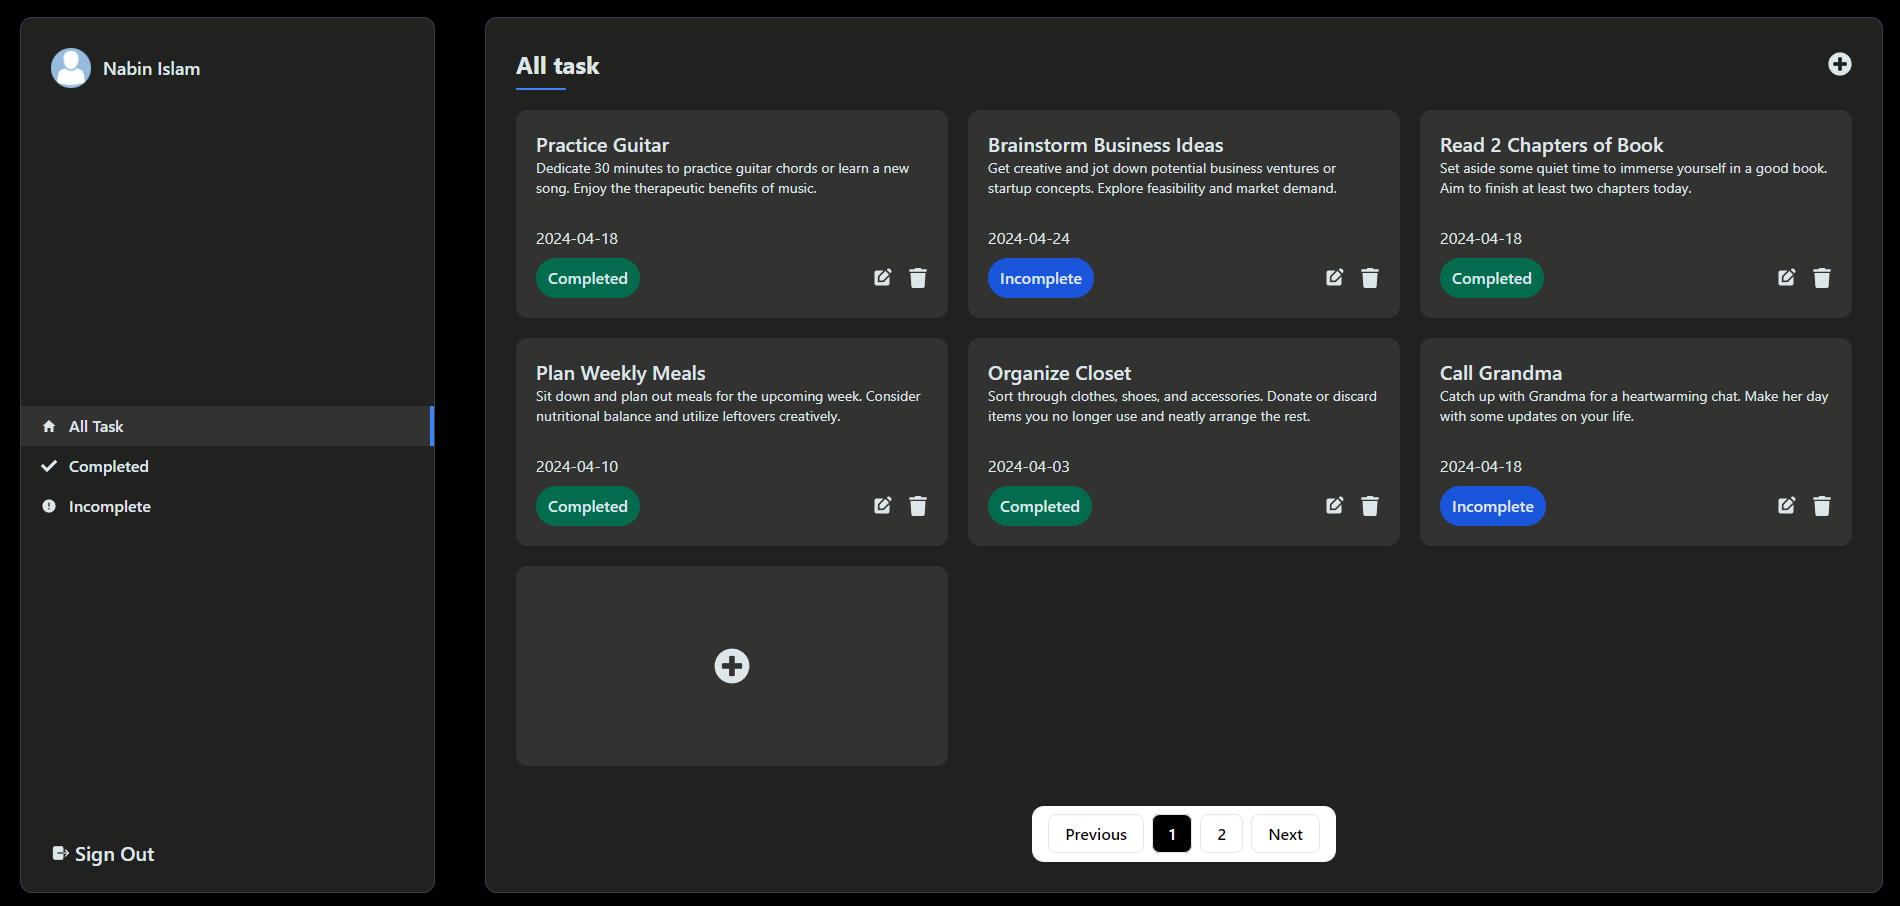 Nabin Islam
All Task
Completed
Incomplete
Sign Out
All task
Practice Guitar
Dedicate 30 minutes to practice guitar chords or learn a new
song. Enjoy the therapeutic benefits of music.
2024-04-18
Completed
Brainstorm Business Ideas
Get creative and jot down potential business ventures or
startup concepts. Explore feasibility and market demand.
2024-04-24
Incomplete
Read 2 Chapters of Book
Set aside some quiet time to immerse yourself in a good book.
Aim to finish at least two chapters today.
2024-04-18
Completed
Plan Weekly Meals
Sit down and plan out meals for the upcoming week. Consider
nutritional balance and utilize leftovers creatively.
2024-04-10
Completed
Organize Closet
Sort through clothes, shoes, and accessories. Donate or discard
items you no longer use and neatly arrange the rest.
2024-04-03
Completed
Call Grandma
Catch up with Grandma for a heartwarming chat. Make her day
with some updates on your life.
2024-04-18
Incomplete
Previous 1 2 Next